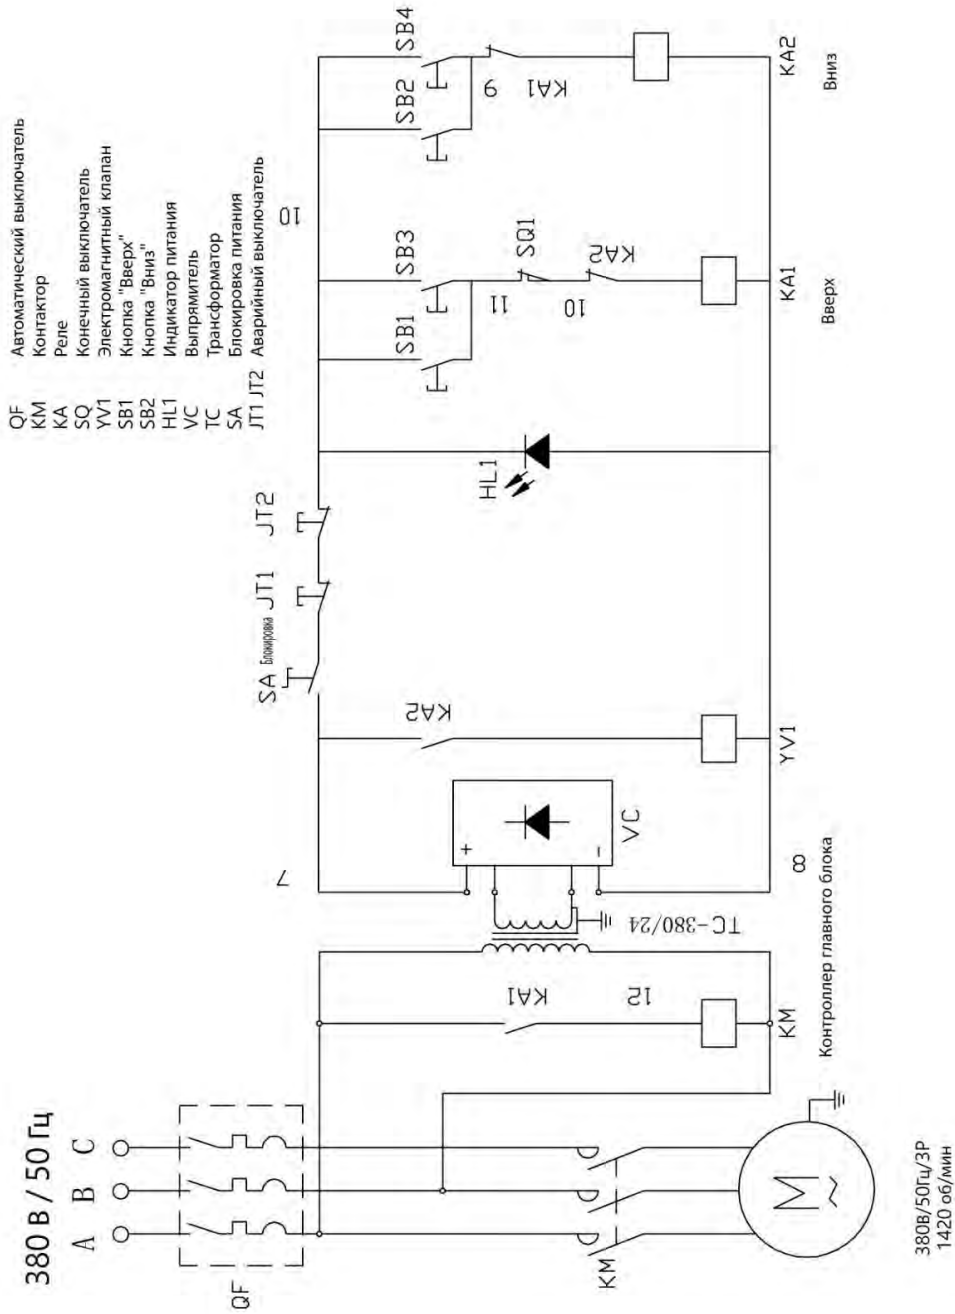 380 В / 50 Гц
A B C
QF
KM
380В/50Гц/3P
1420 об/мин
KA1
12
KM
TC-380/24
Контроллер главного блока
7
8
+
-
VC
KA2
YV1
SA
Блокировка
JT1
JT2
HL1
SB1
SB3
11
SQ1
10
KA2
KA1
Вверх
10
SB2
SB4
9
KA1
KA2
Вниз
M
~
QF Автоматический выключатель
KM Контактор
KA Реле
SQ Конечный выключатель
YV1 Электромагнитный клапан
SB1 Кнопка "Вверх"
SB2 Кнопка "Вниз"
HL1 Индикатор питания
VC Выпрямитель
TC Трансформатор
SA Блокировка питания
JT1 JT2 Аварийный выключатель